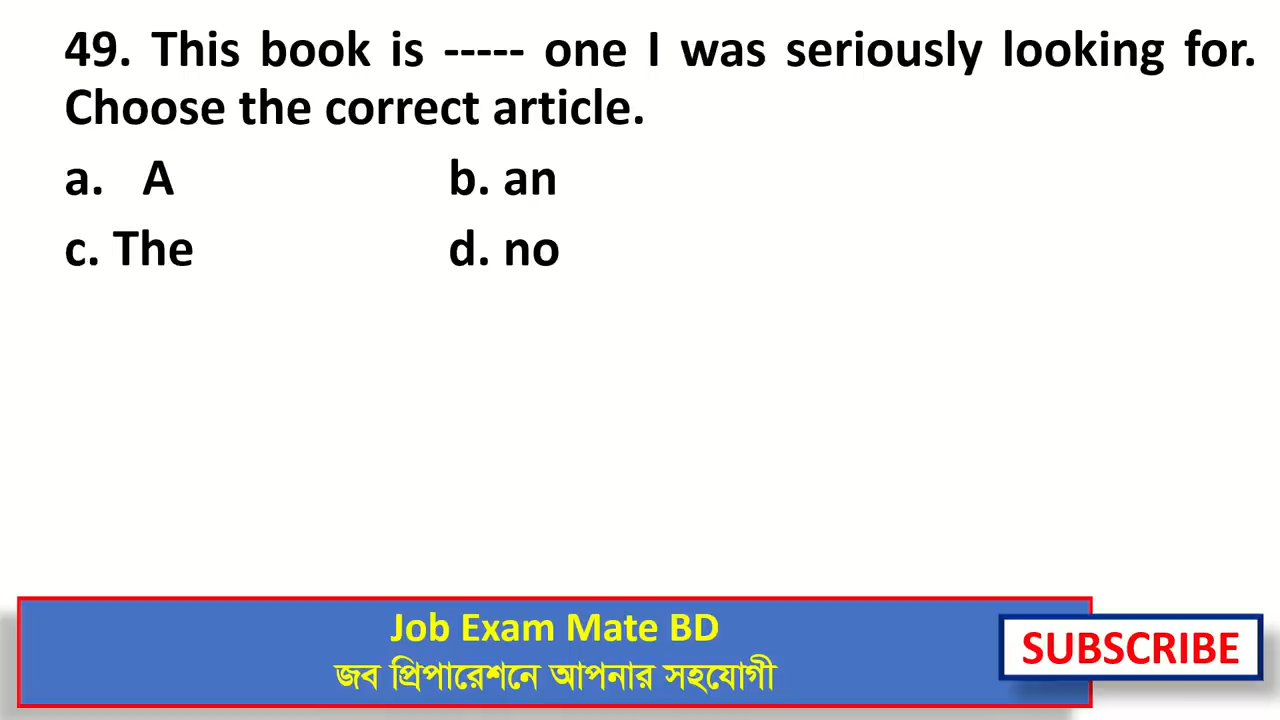 49. This book is ----- one I was seriously looking for.
Choose the correct article.
a. A b. an
c. The d. no
Job Exam Mate BD
জব প্রিপারেশনে আপনার সহযোগী
SUBSCRIBE